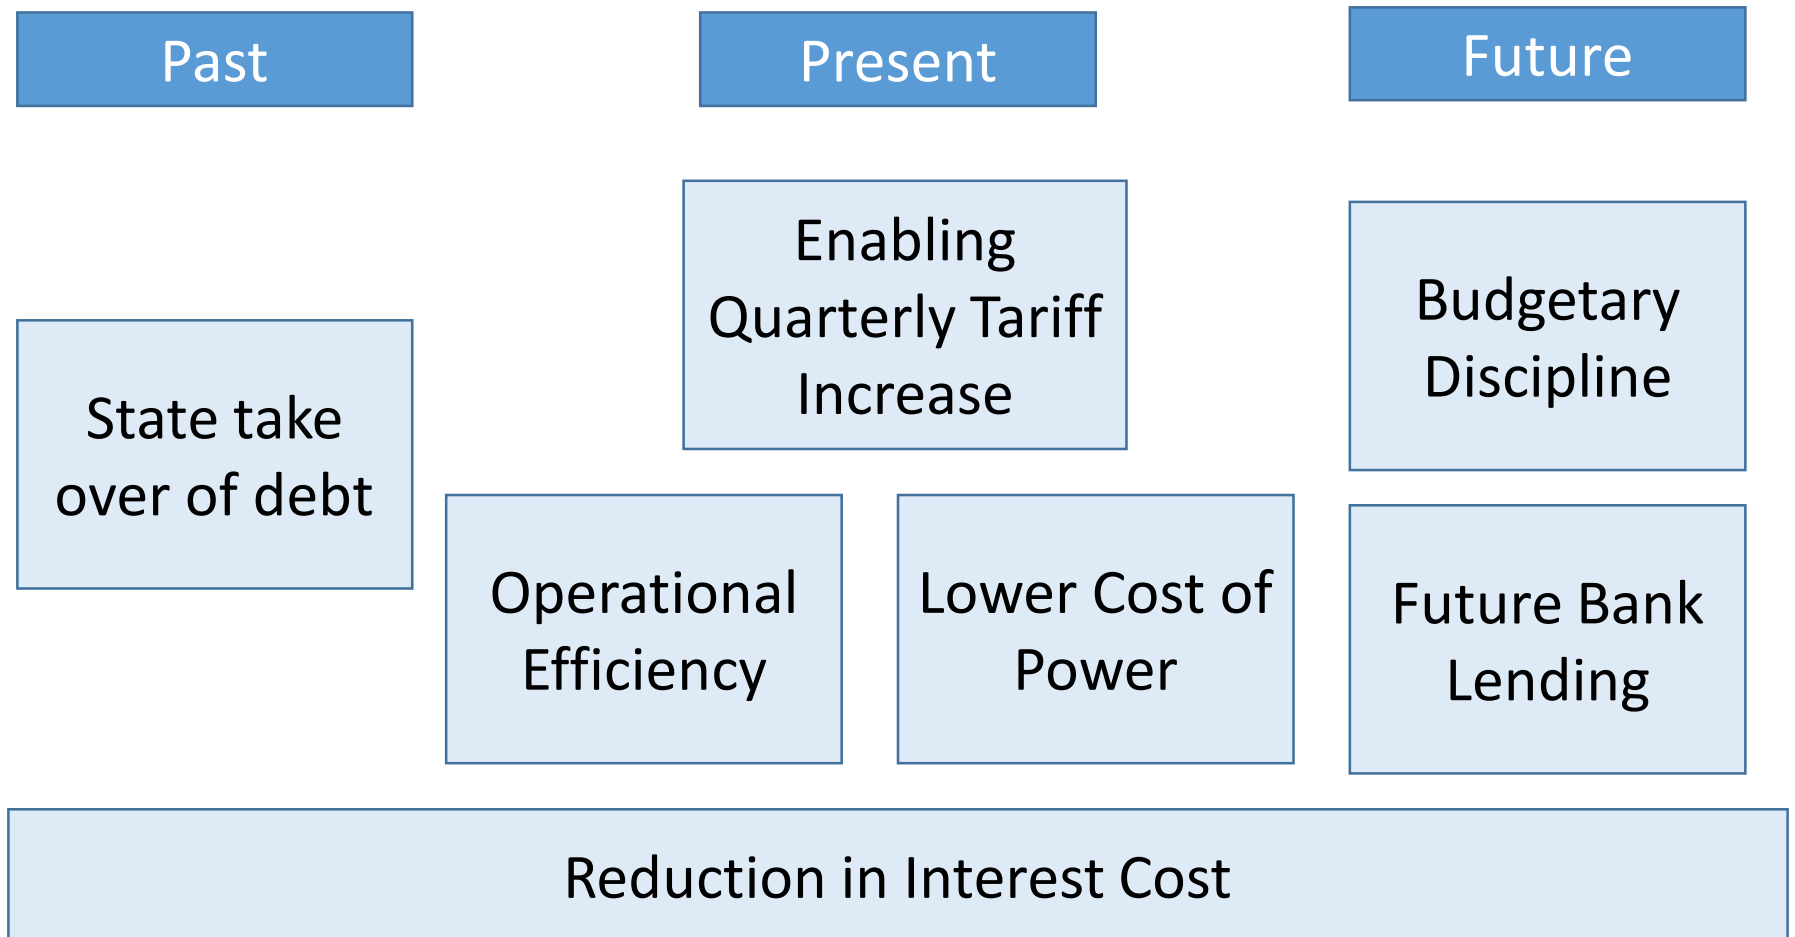 Past
Present
Future
State take
over of debt
Enabling
Quarterly Tariff
Increase
Operational
Efficiency
Lower Cost of
Power
Budgetary
Discipline
Future Bank
Lending
Reduction in Interest Cost